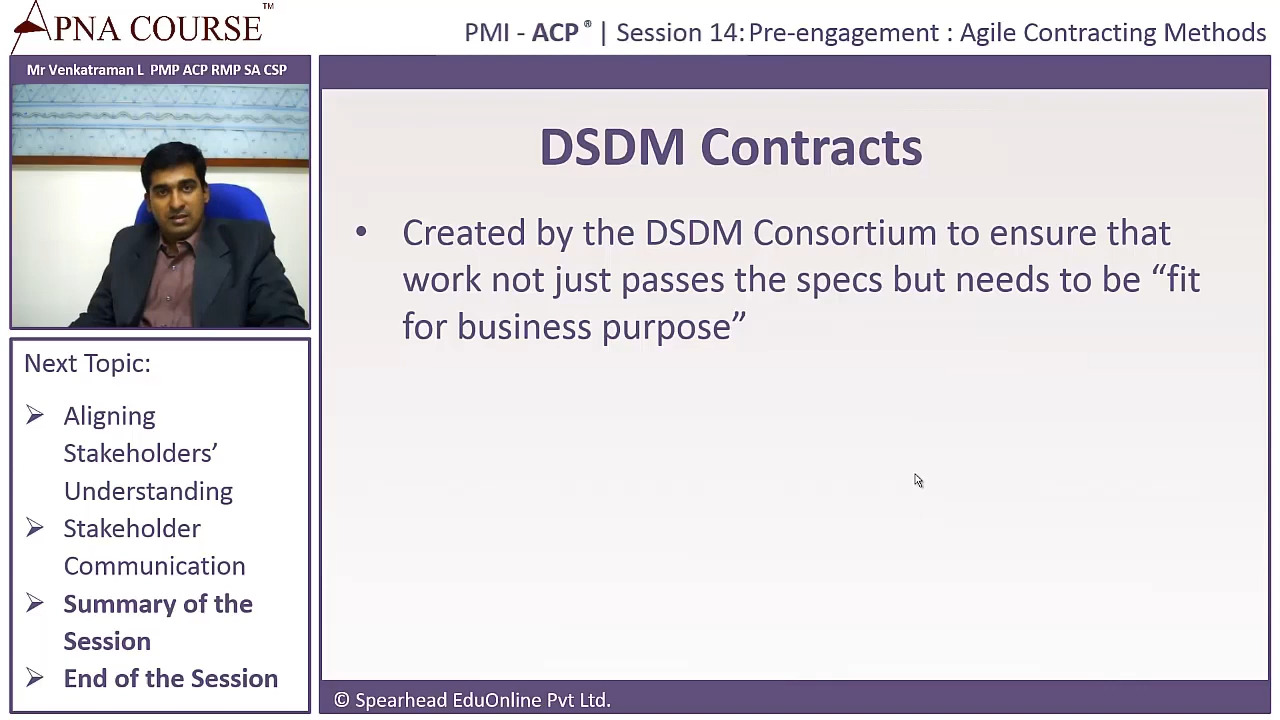 APNA COURSE™
PMI - ACP® | Session 14: Pre-engagement : Agile Contracting Methods
Mr Venkatraman L PMP ACP RMP SA CSP
DSDM Contracts
• Created by the DSDM Consortium to ensure that
work not just passes the specs but needs to be “fit
for business purpose”
Next Topic:
Aligning
Stakeholders’
Understanding
Stakeholder
Communication
Summary of the
Session
End of the Session
© Spearhead EduOnline Pvt Ltd.